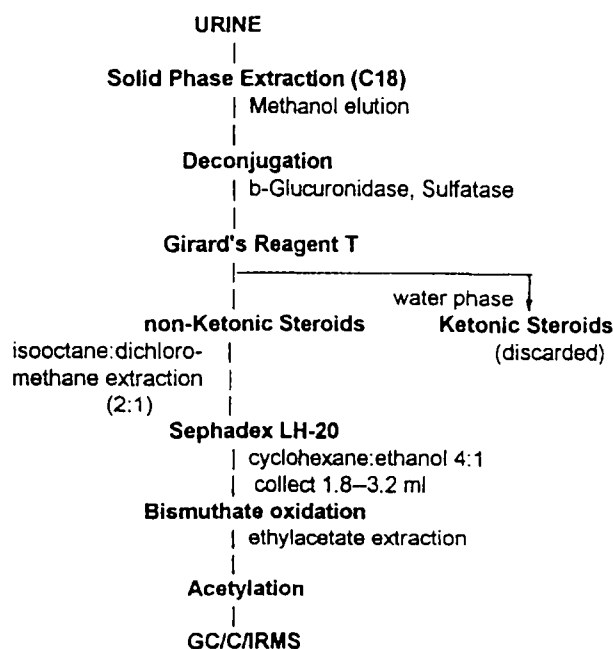 URINE
Solid Phase Extraction (C18)
Methanol elution
Deconjugation
b-Glucuronidase, Sulfatase
Girard's Reagent T
water phase
non-Ketonic Steroids
Ketonic Steroids
(discarded)
isooctane:dichloro-
methane extraction
(2:1)
Sephadex LH-20
cyclohexane:ethanol 4:1
collect 1.8–3.2 ml
Bismuthate oxidation
ethylacetate extraction
Acetylation
GC/C/IRMS